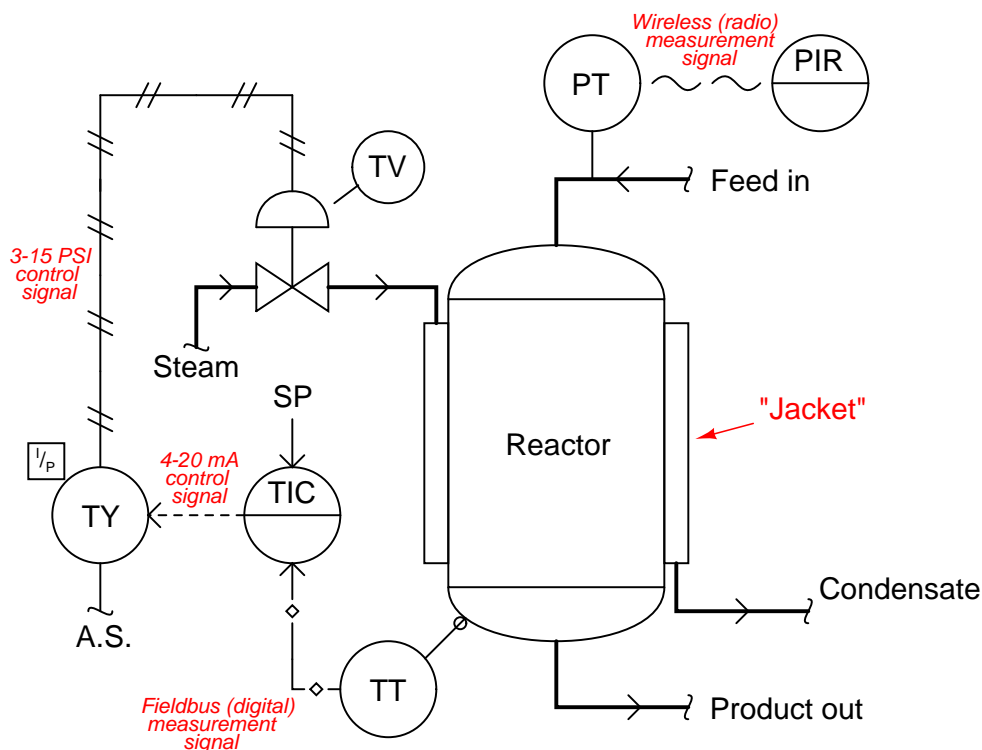 Wireless (radio)
measurement
signal
PT
PIR
TV
Feed in
3-15 PSI
control
signal
Steam
SP
"Jacket"
Reactor
I/P
4-20 mA
control
signal
TIC
TY
Condensate
A.S.
TT
Fieldbus (digital)
measurement
signal
Product out